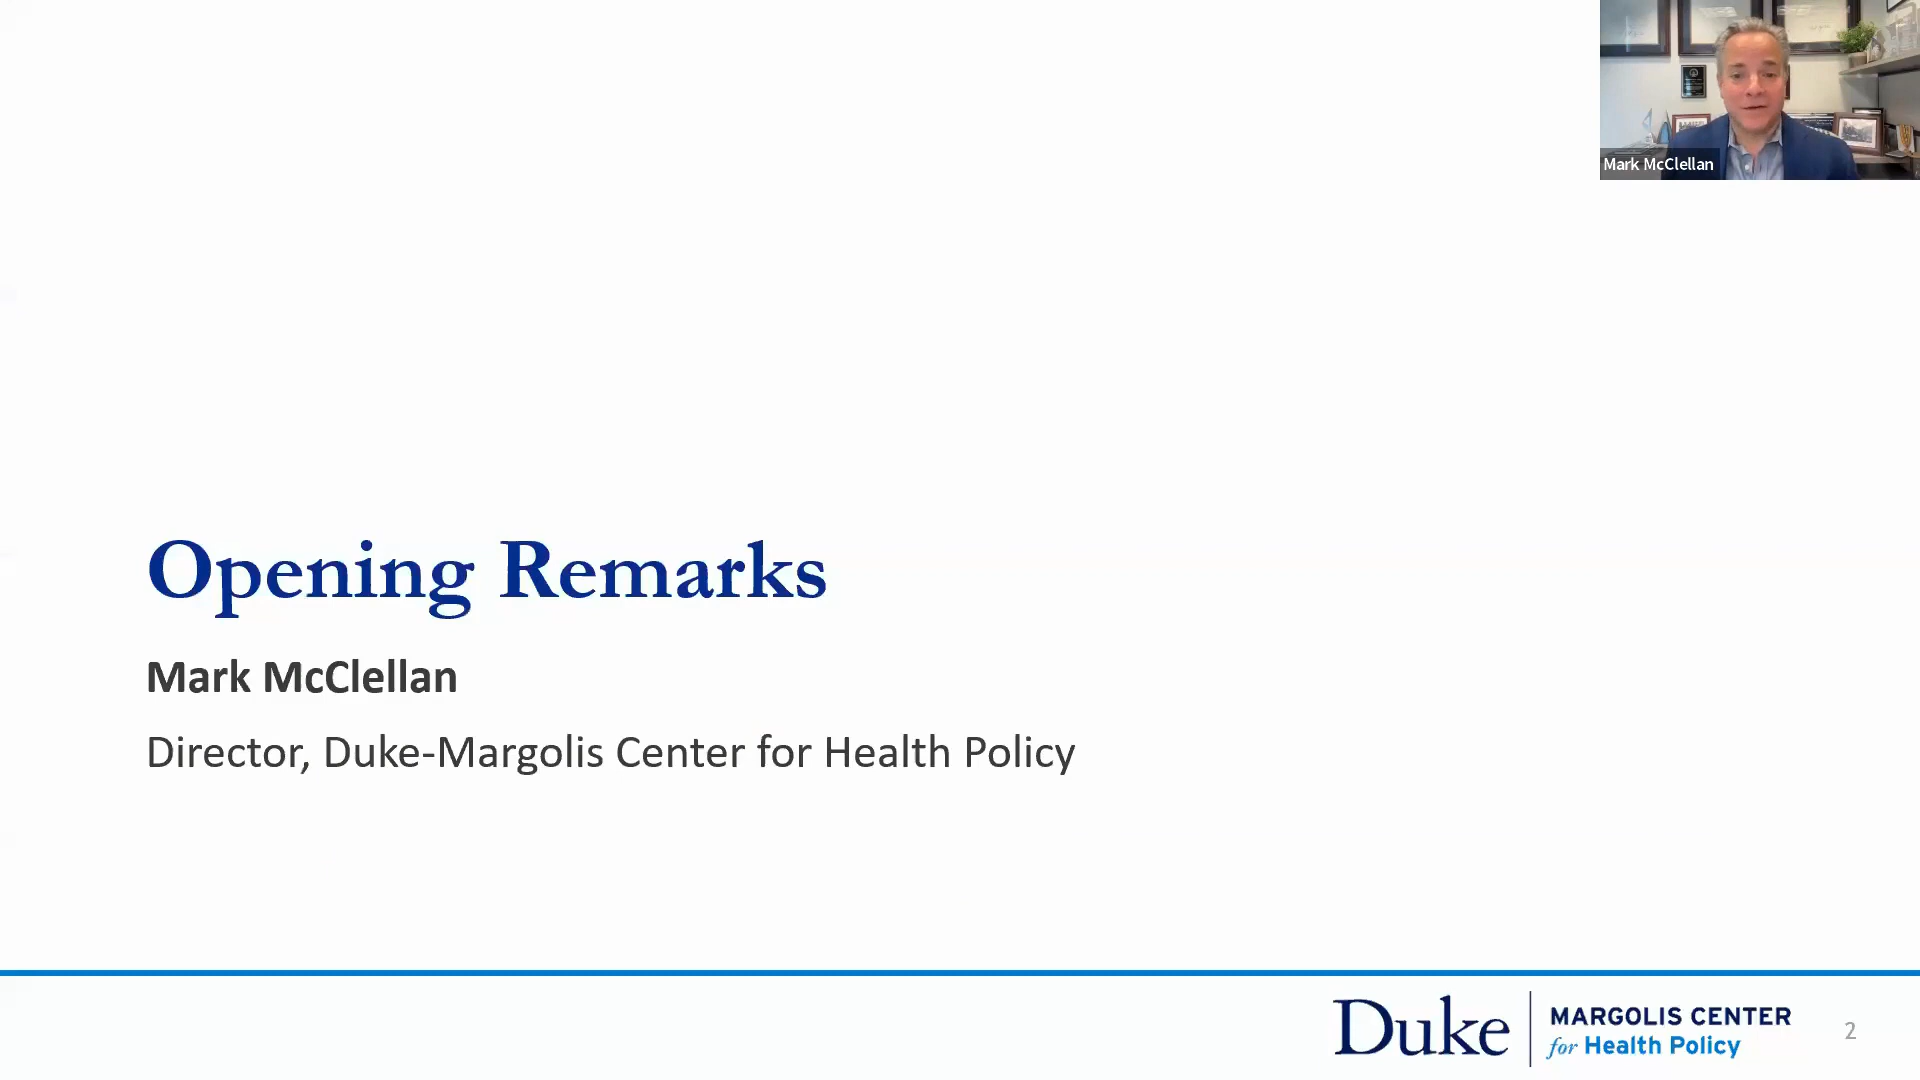 Mark McClellan
Opening Remarks
Mark McClellan
Director, Duke-Margolis Center for Health Policy
Duke
MARGOLIS CENTER
for Health Policy
2